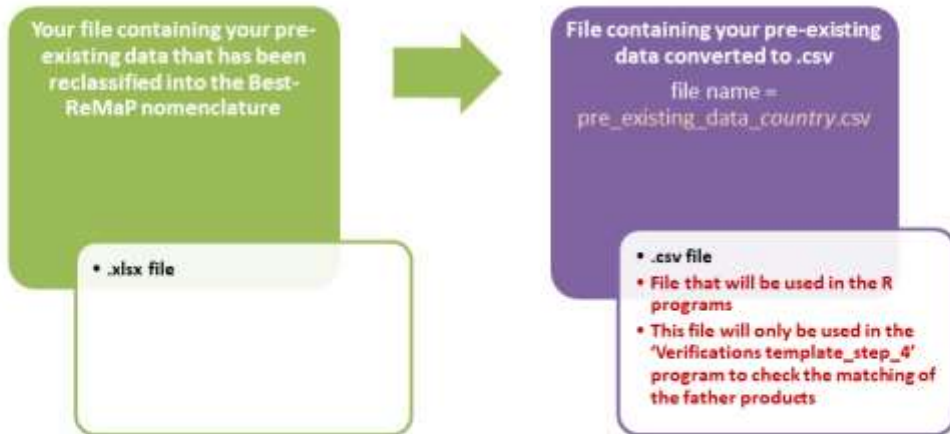 Your file containing your pre-
existing data that has been
reclassified into the Best-
ReMaP nomenclature
• .xlsx file
File containing your pre-existing
data converted to .csv
file name =
pre_existing_data_country.csv
• .csv file
• File that will be used in the R
programs
• This file will only be used in the
'Verifications template_step_4'
program to check the matching of
the father products